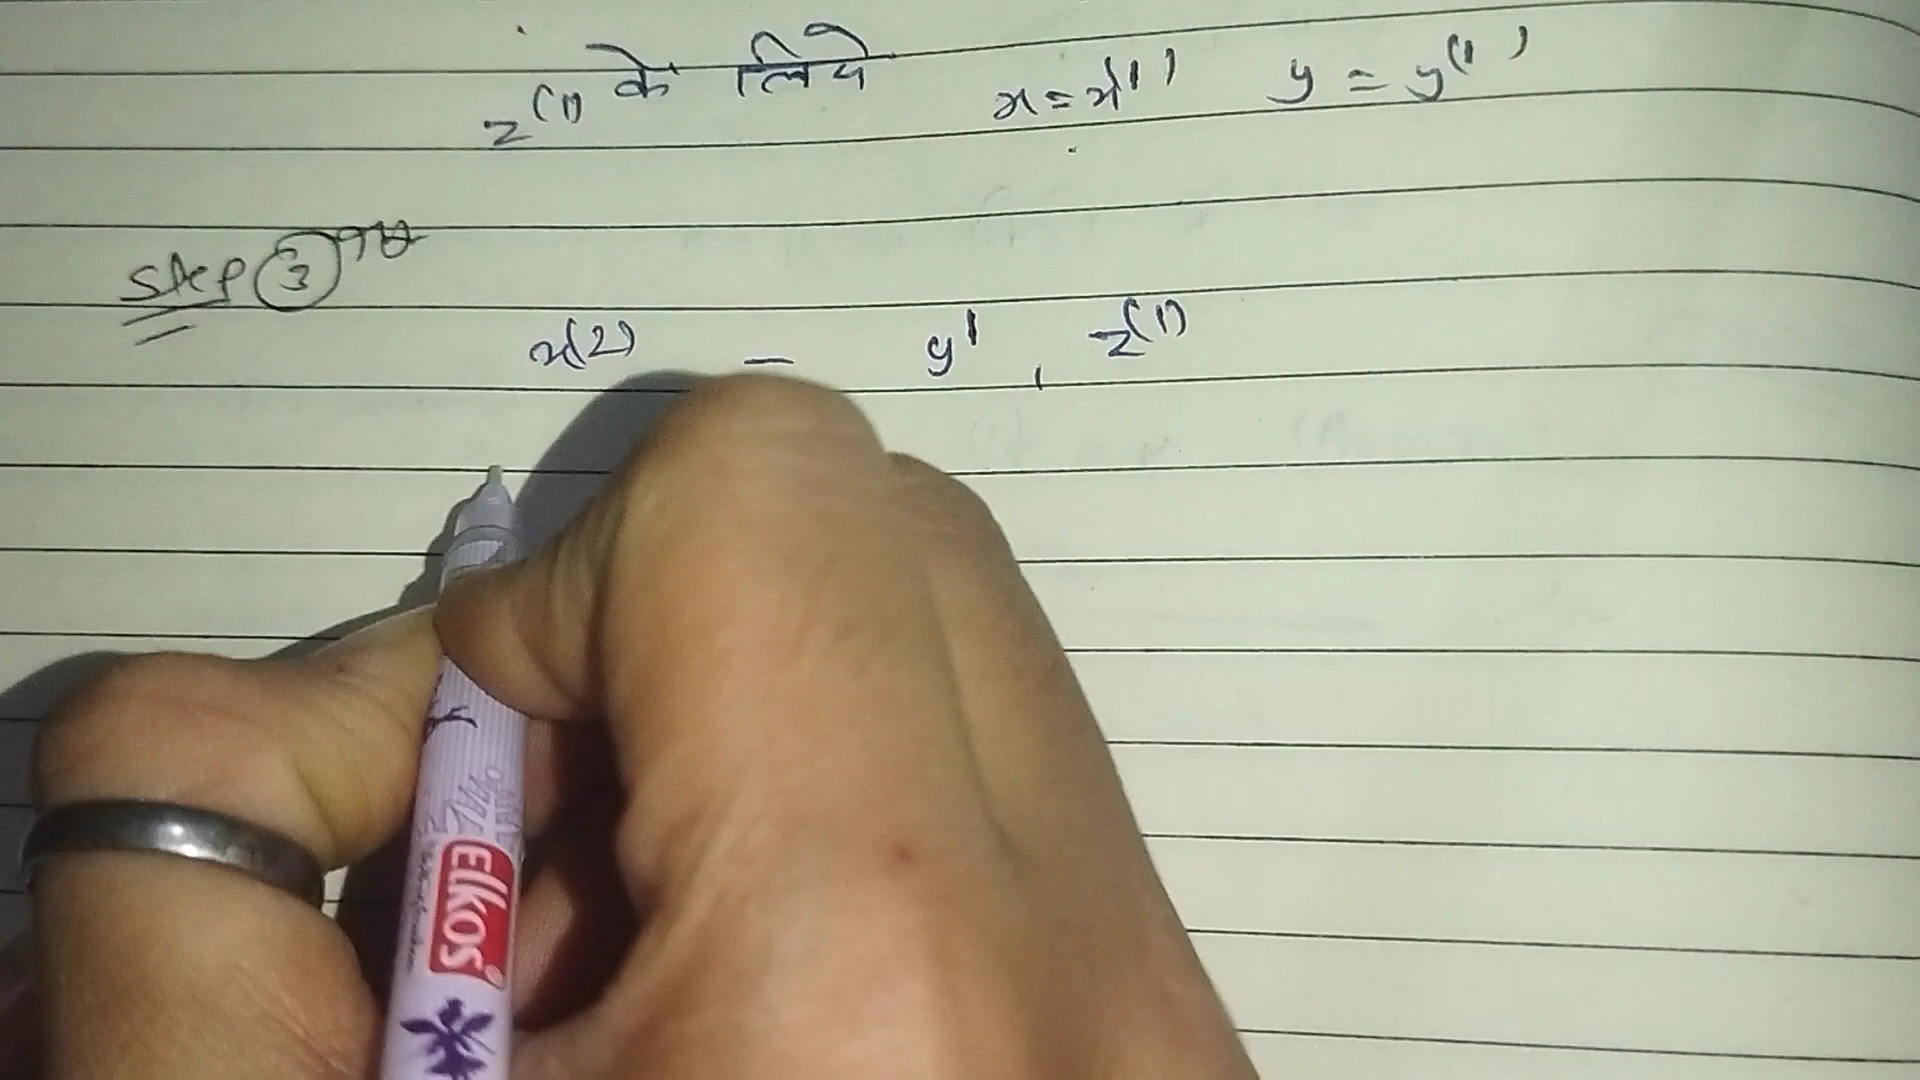 z(1) के लिये x = x(1) y = y(1)
Step 3
x(2) – y1 , z(1)
Elkos